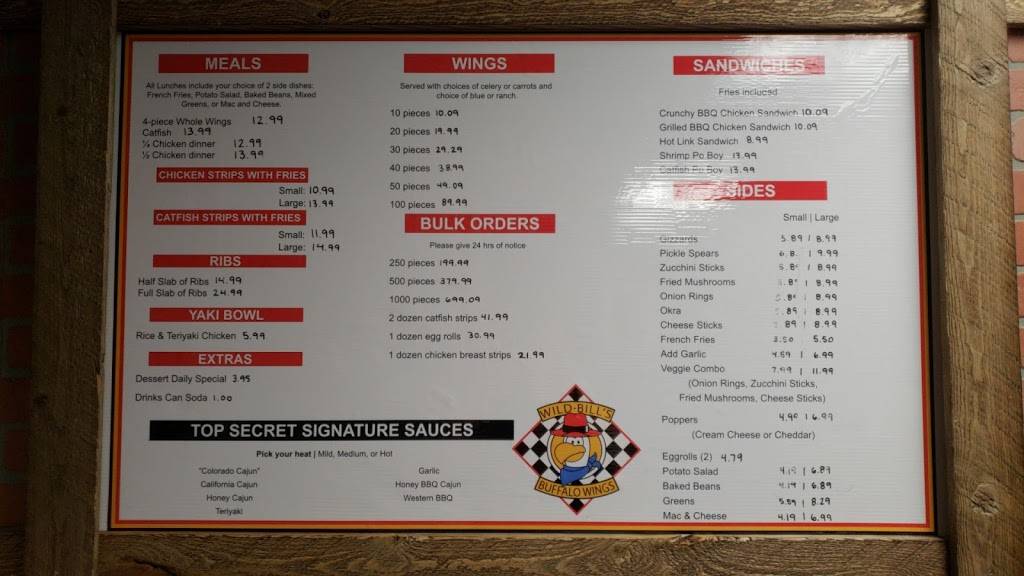 MEALS
All Lunches include your choice of 2 side dishes:
French Fries, Potato Salad, Baked Beans, Mixed
Greens, or Mac and Cheese.
4-piece Whole Wings 12.99
Catfish 13.99
¼ Chicken dinner 12.99
½ Chicken dinner 13.99
CHICKEN STRIPS WITH FRIES
Small: 10.99
Large: 13.99
CATFISH STRIPS WITH FRIES
Small: 11.99
Large: 14.99
RIBS
Half Slab of Ribs 14.99
Full Slab of Ribs 24.99
YAKI BOWL
Rice & Teriyaki Chicken 5.99
EXTRAS
Dessert Daily Special 3.95
Drinks Can Soda 1.00
WINGS
Served with choices of celery or carrots and
choice of blue or ranch.
10 pieces 10.09
20 pieces 19.99
30 pieces 29.29
40 pieces 38.99
50 pieces 49.09
100 pieces 89.99
BULK ORDERS
Please give 24 hrs of notice
250 pieces 199.99
500 pieces 379.99
1000 pieces 699.09
2 dozen catfish strips 41.99
1 dozen egg rolls 30.99
1 dozen chicken breast strips 21.99
SANDWICHES
Fries included
Crunchy BBQ Chicken Sandwich 10.09
Grilled BBQ Chicken Sandwich 10.09
Hot Link Sandwich 8.99
Shrimp Po Boy 13.99
Catfish Po Boy 13.99
SIDES
Small | Large
Gizzards 5.89 | 8.99
Pickle Spears | 9.99
Zucchini Sticks | 8.99
Fried Mushrooms | 8.99
Onion Rings | 8.99
Okra | 8.99
Cheese Sticks | 8.99
French Fries 3.50 5.50
Add Garlic 4.59 | 6.99
Veggie Combo 7.99 | 11.99
(Onion Rings, Zucchini Sticks,
Fried Mushrooms, Cheese Sticks)
Poppers 4.90 | 6.99
(Cream Cheese or Cheddar)
Eggrolls (2) 4.79
Potato Salad 4.19 | 6.89
Baked Beans 4.19 | 6.89
Greens 5.59 | 8.29
Mac & Cheese 4.19 | 6.99
TOP SECRET SIGNATURE SAUCES
Pick your heat | Mild, Medium, or Hot
"Colorado Cajun"
California Cajun
Honey Cajun
Teriyaki
Garlic
Honey BBQ Cajun
Western BBQ
WILD-BILL'S
BUFFALO WINGS